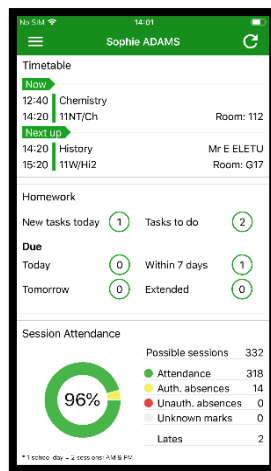 No SIM 14:01
Sophie ADAMS
Timetable
Now
12:40 Chemistry
14:20 11NT/Ch Room: 112
Next up
14:20 History Mr E ELETU
15:20 11W/Hi2 Room: G17
Homework
New tasks today 1 Tasks to do 2
Due
Today 0 Within 7 days 1
Tomorrow 0 Extended 0
Session Attendance
Possible sessions 332
Attendance 318
Auth. absences 14
96%
Unauth. absences 0
Unknown marks 0
Lates 2
* 1 school day = 2 sessions: AM & PM